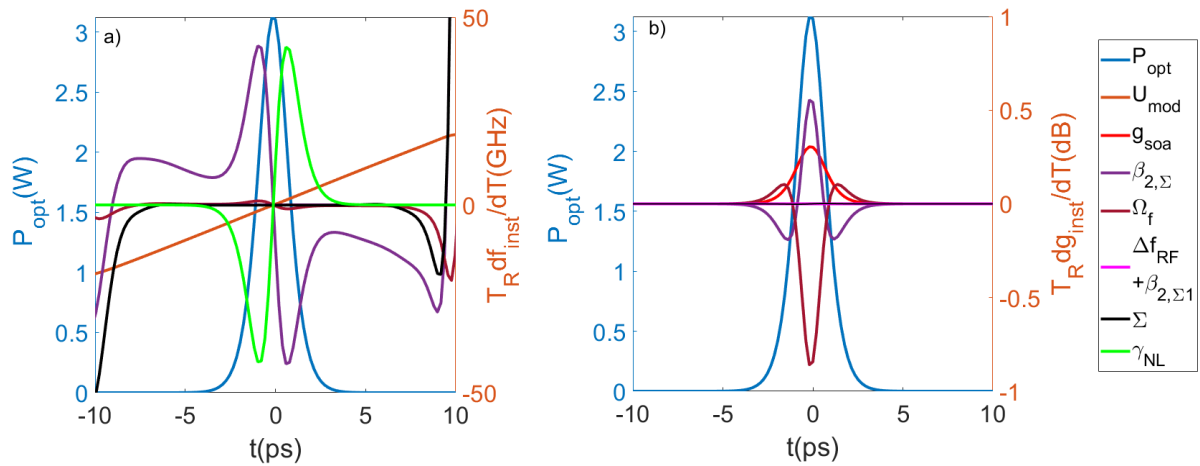 a)
3
2.5
2
1.5
1
0.5
0
P_opt(W)
50
0
-50
T_R df_inst/dT(GHz)
-10 -5 0 5 10
t(ps)
b)
3
2.5
2
1.5
1
0.5
0
P_opt(W)
1
0.5
0
-0.5
-1
T_R dg_inst/dT(dB)
-10 -5 0 5 10
t(ps)
P_opt
U_mod
g_soa
β_2,Σ
Ω_f
Δf_RF
+β_2,Σ1
Σ
γ_NL